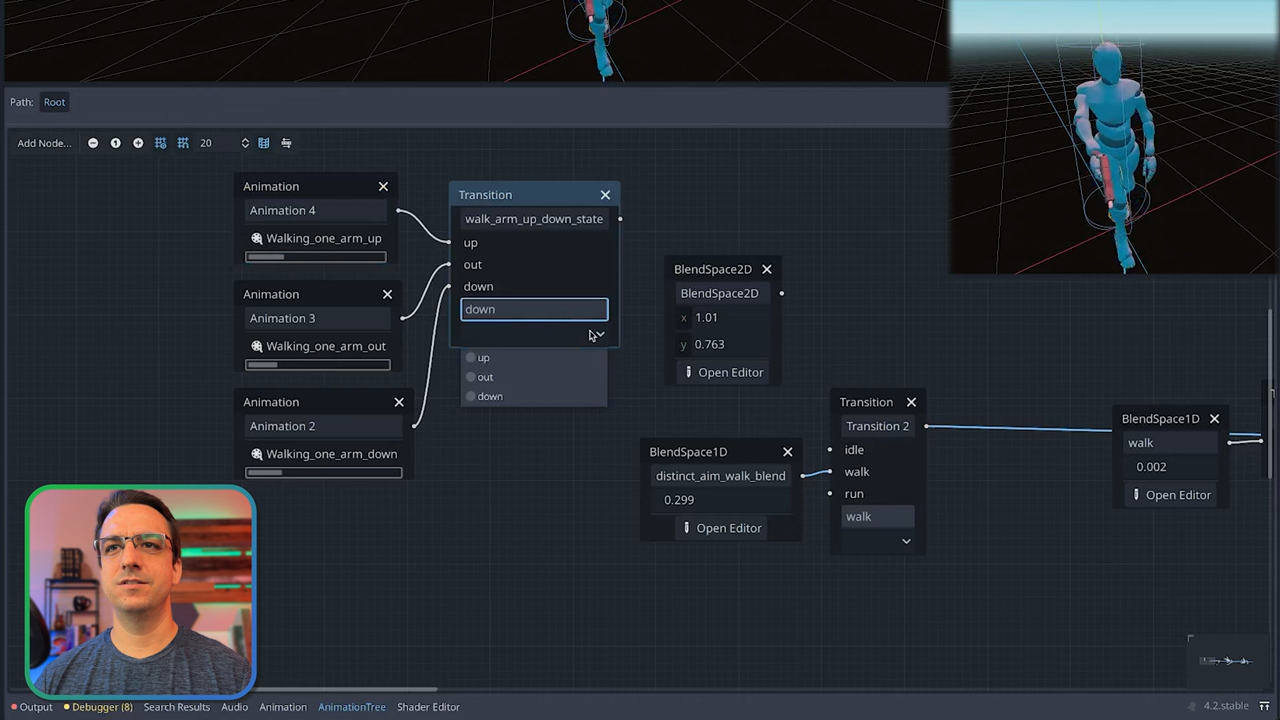 Path: Root
Add Node... 20
Animation
Animation 4
Walking_one_arm_up
Animation
Animation 3
Walking_one_arm_out
Animation
Animation 2
Walking_one_arm_down
Transition
walk_arm_up_down_state
up
out
down
down
up
out
down
BlendSpace2D
BlendSpace2D
x 1.01
y 0.763
Open Editor
BlendSpace1D
distinct_aim_walk_blend
0.299
Open Editor
Transition
Transition 2
idle
walk
run
walk
BlendSpace1D
walk
0.002
Open Editor
Output Debugger (8) Search Results Audio Animation AnimationTree Shader Editor 4.2.stable